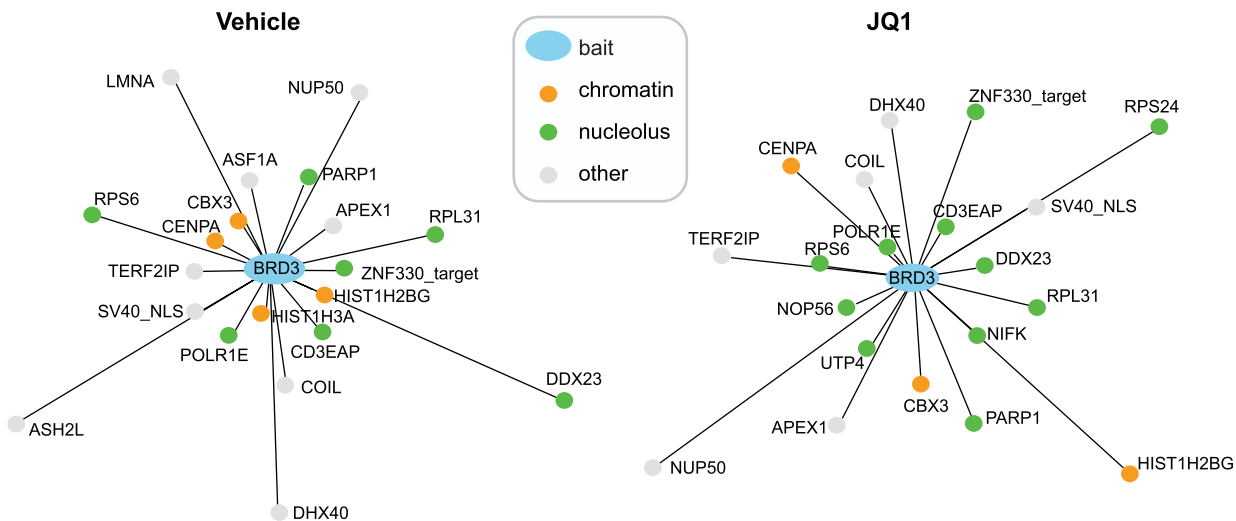 Vehicle
JQ1
bait
chromatin
nucleolus
other
LMNA
NUP50
ASF1A
PARP1
RPS6
CBX3
APEX1
RPL31
CENPA
TERF2IP
BRD3
ZNF330_target
HIST1H2BG
SV40_NLS
HIST1H3A
POLR1E
CD3EAP
COIL
DDX23
ASH2L
DHX40
DHX40
ZNF330_target
RPS24
CENPA
COIL
SV40_NLS
CD3EAP
TERF2IP
POLR1E
RPS6
DDX23
BRD3
NOP56
RPL31
NIFK
UTP4
CBX3
PARP1
APEX1
NUP50
HIST1H2BG